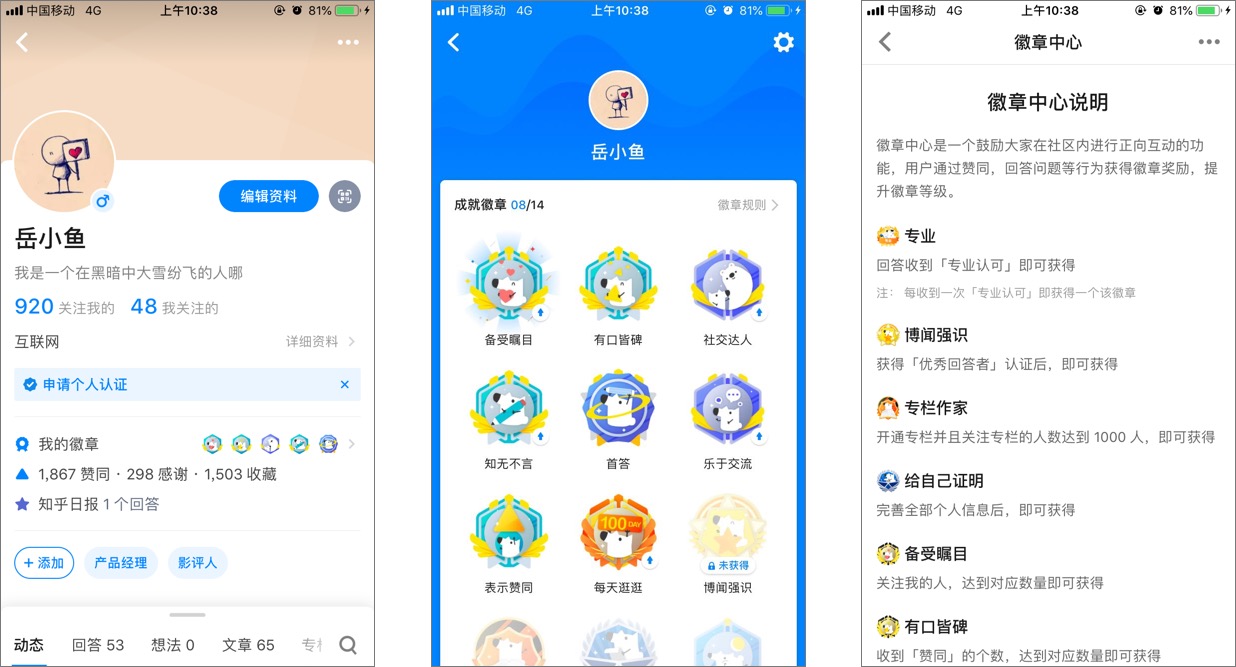 中国移动 4G 上午10:38 81%
编辑资料
岳小鱼
我是一个在黑暗中大雪纷飞的人哪
920 关注我的 48 我关注的
互联网 详细资料
申请个人认证
我的徽章
1,867 赞同 · 298 感谢 · 1,503 收藏
知乎日报 1 个回答
+ 添加 产品经理 影评人
动态 回答 53 想法 0 文章 65
中国移动 4G 上午10:38 81%
岳小鱼
成就徽章 08/14 徽章规则
备受瞩目 有口皆碑 社交达人
知无不言 首答 乐于交流
100 DAY
未获得
表示赞同 每天逛逛 博闻强识
中国移动 4G 上午10:38 81%
徽章中心
徽章中心说明
徽章中心是一个鼓励大家在社区内进行正向互动的功
能，用户通过赞同，回答问题等行为获得徽章奖励，提
升徽章等级。
专业
回答收到「专业认可」即可获得
注： 每收到一次「专业认可」即获得一个该徽章
博闻强识
获得「优秀回答者」认证后，即可获得
专栏作家
开通专栏并且关注专栏的人数达到 1000 人，即可获得
给自己证明
完善全部个人信息后，即可获得
备受瞩目
关注我的人，达到对应数量即可获得
有口皆碑
收到「赞同」的个数，达到对应数量即可获得